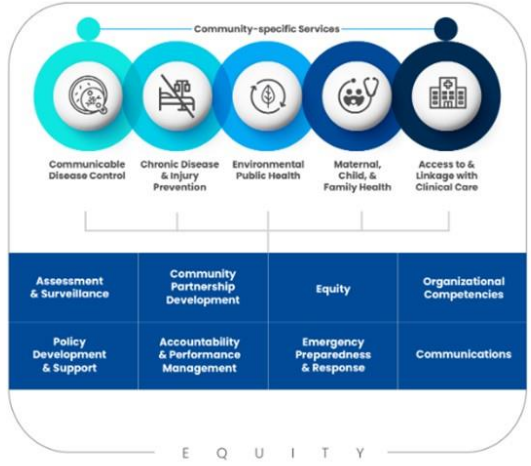 Community-specific Services
Communicable
Disease Control
Chronic Disease
& Injury
Prevention
Environmental
Public Health
Maternal,
Child, &
Family Health
Access to &
Linkage with
Clinical Care
Assessment
& Surveillance
Community
Partnership
Development
Equity
Organizational
Competencies
Policy
Development
& Support
Accountability
& Performance
Management
Emergency
Preparedness
& Response
Communications
EQUITY